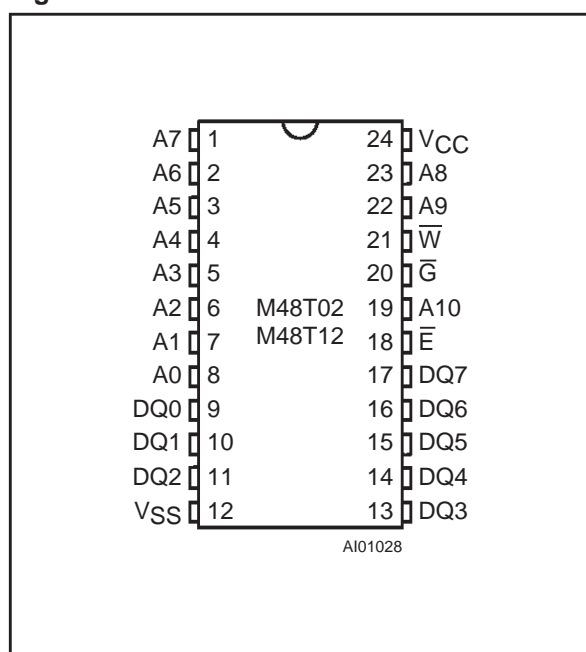 A7 1 24 VCC
A6 2 23 A8
A5 3 22 A9
A4 4 21 W̅
A3 5 20 G̅
A2 6 M48T02 19 A10
A1 7 M48T12 18 E̅
A0 8 17 DQ7
DQ0 9 16 DQ6
DQ1 10 15 DQ5
DQ2 11 14 DQ4
VSS 12 13 DQ3
AI01028